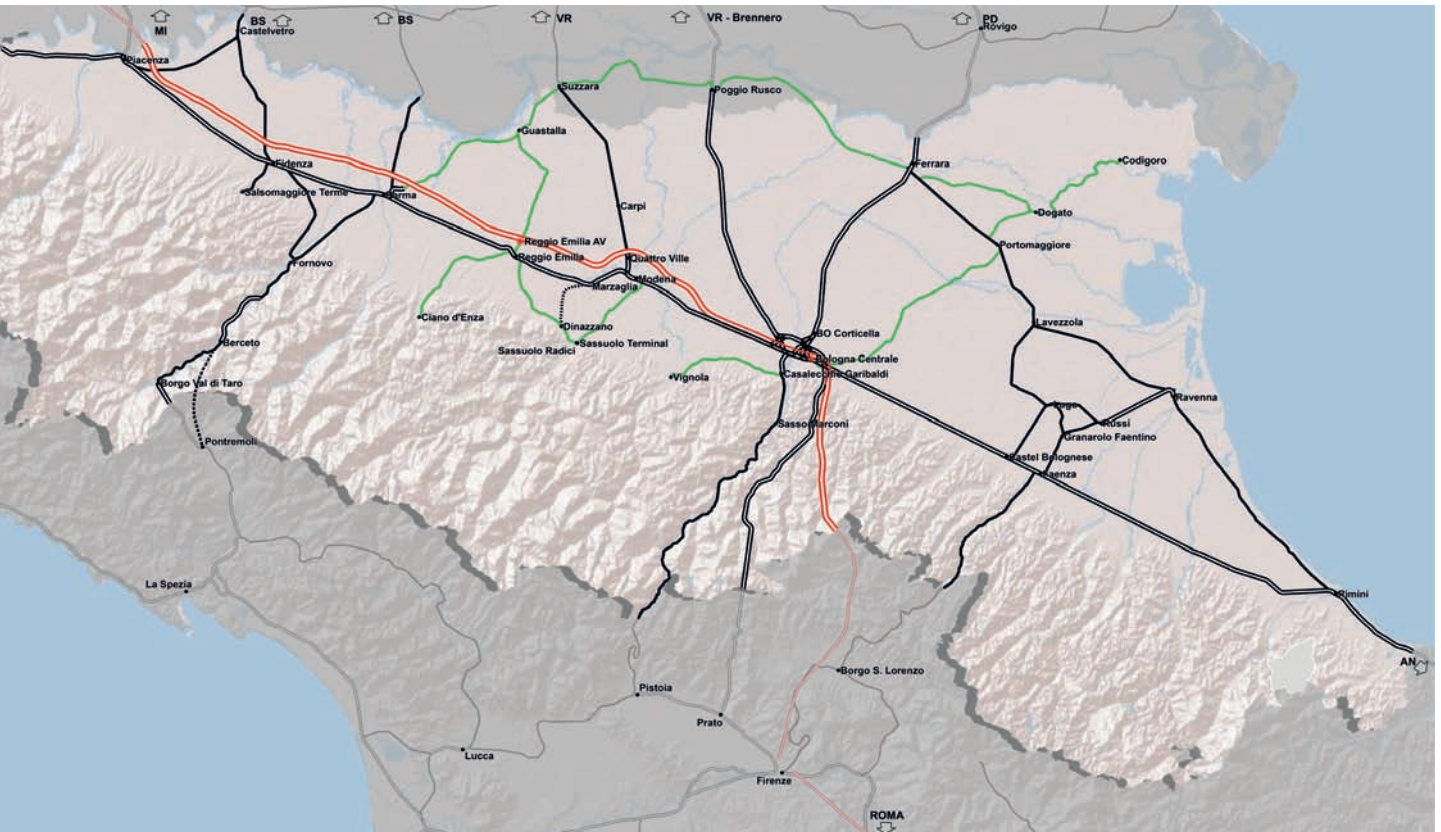 MI
BS
BS
VR
VR - Brennero
PD
Rovigo
Castelvetro
Piacenza
Suzzara
Poggio Rusco
Guastalla
Fidenza
Ferrara
Codigoro
Salsomaggiore Terme
Parma
Carpi
Dogato
Reggio Emilia AV
Portomaggiore
Reggio Emilia
Quattro Ville
Fornovo
Modena
Marzaglia
Ciano d'Enza
Dinazzano
Lavezzola
BO Corticella
Berceto
Sassuolo Radici
Sassuolo Terminal
Bologna Centrale
Vignola
Casalecchio Garibaldi
Borgo Val di Taro
Ravenna
Lugo
Sasso Marconi
Russi
Granarolo Faentino
Pontremoli
Castel Bolognese
Faenza
La Spezia
Rimini
AN
Borgo S. Lorenzo
Pistoia
Prato
Lucca
Firenze
ROMA